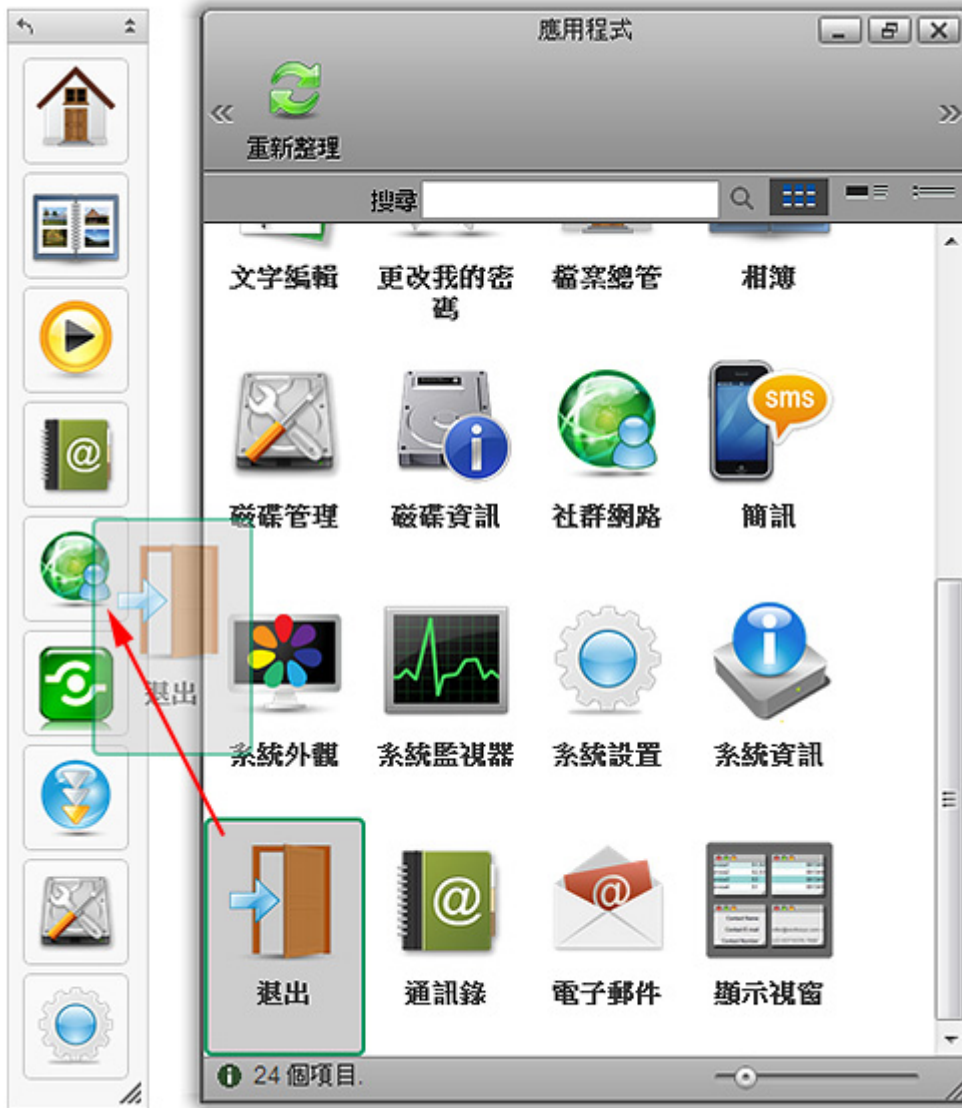 應用程式
重新整理
搜尋
文字編輯 更改我的密碼 檔案總管 相簿
磁碟管理 磁碟資訊 社群網路 簡訊
sms
退出
系統外觀 系統監視器 系統設置 系統資訊
退出 通訊錄 電子郵件 顯示視窗
24 個項目.